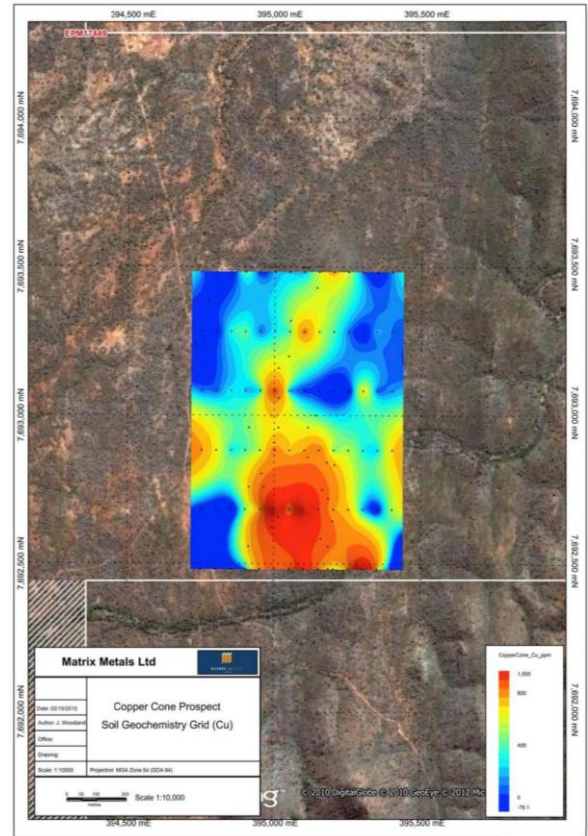 394,500 mE 395,000 mE 395,500 mE
EPM17449
7,694,000 mN 7,694,000 mN
7,693,500 mN 7,693,500 mN
7,693,000 mN 7,693,000 mN
7,692,500 mN 7,692,500 mN
7,692,000 mN 7,692,000 mN
Matrix Metals Ltd
Date: 02/10/2012
Author: J. Woodland
Office:
Drawing:
Scale: 1:10000
Copper Cone Prospect
Soil Geochemistry Grid (Cu)
Projection: MGA Zone 54 (GDA 94)
Scale 1:10,000
CopperCone_Cu_ppm
1,000
800
400
0
-76.1
© 2010 DigitalGlobe © 2010 GeoEye © 2012 Mic
394,500 mE 395,000 mE 395,500 mE